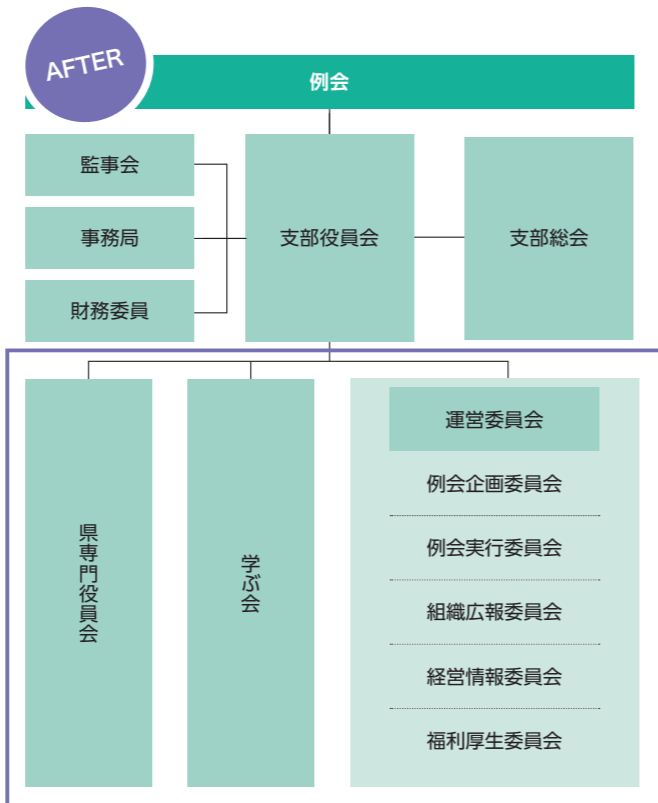 AFTER
例会
監事会
事務局
財務委員
支部役員会
支部総会
県専門役員会
学ぶ会
運営委員会
例会企画委員会
例会実行委員会
組織広報委員会
経営情報委員会
福利厚生委員会